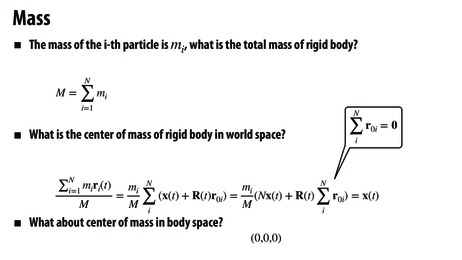 Mass
■ The mass of the i-th particle is mᵢ, what is the total mass of rigid body?
M = \sum_{i=1}^{N} m_i
\sum_{i}^{N} \mathbf{r}_{0i} = \mathbf{0}
■ What is the center of mass of rigid body in world space?
\frac{\sum_{i=1}^{N} m_i \mathbf{r}_i(t)}{M} = \frac{m_i}{M} \sum_{i}^{N} (\mathbf{x}(t) + \mathbf{R}(t)\mathbf{r}_{0i}) = \frac{m_i}{M} (N\mathbf{x}(t) + \mathbf{R}(t) \sum_{i}^{N} \mathbf{r}_{0i}) = \mathbf{x}(t)
■ What about center of mass in body space?
(0,0,0)